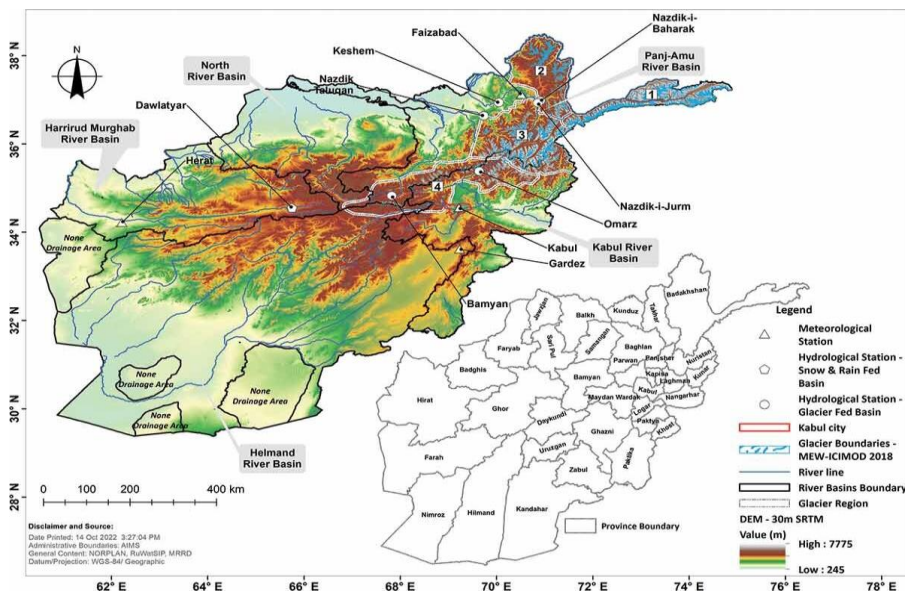 N
Faizabad
Nazdik-i-
Baharak
Keshem
Panj-Amu
River Basin
North
River Basin
Nazdik
Taluqan
Dawlatyar
Harrirud Murghab
River Basin
Herat
1
2
3
4
None
Drainage Area
Nazdik-i-Jurm
Omarz
Kabul
Kabul River
Basin
Gardez
Bamyan
None
Drainage Area
None
Drainage Area
None
Drainage Area
Helmand
River Basin
0 100 200 400 km
Disclaimer and Source:
Date Printed: 14 Oct 2022 3:27:04 PM
Administrative Boundaries: AIMS
General Content: NORPLAN, RuWatSIP, MRRD
Datum/Projection: WGS-84/ Geographic
38° N
36° N
34° N
32° N
30° N
28° N
62° E
64° E
66° E
68° E
70° E
72° E
74° E
76° E
78° E
Badakhshan
Takhar
Kunduz
Balkh
Jawzjan
Samangan
Sari Pul
Faryab
Baghlan
Badghis
Parwan
Panjsher
Nuristan
Kapisa
Laghman
Kunar
Bamyan
Kabul
Nangarhar
Hirat
Ghor
Maydan Wardak
Logar
Daykundi
Paktya
Khost
Ghazni
Uruzgan
Farah
Zabul
Paktika
Nimroz
Hilmand
Kandahar
Province Boundary
Legend
Meteorological
Station
Hydrological Station -
Snow & Rain Fed
Basin
Hydrological Station -
Glacier Fed Basin
Kabul city
Glacier Boundaries -
MEW-ICIMOD 2018
River line
River Basins Boundary
Glacier Region
DEM - 30m SRTM
Value (m)
High : 7775
Low : 245